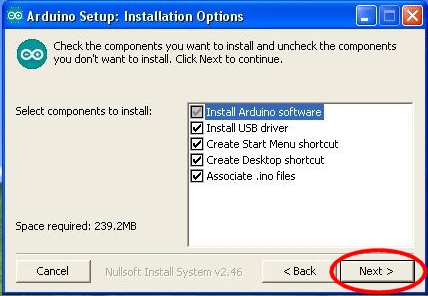 Arduino Setup: Installation Options
Check the components you want to install and uncheck the components
you don't want to install. Click Next to continue.
Select components to install:
Install Arduino software
Install USB driver
Create Start Menu shortcut
Create Desktop shortcut
Associate .ino files
Space required: 239.2MB
Cancel
Nullsoft Install System v2.46
< Back
Next >